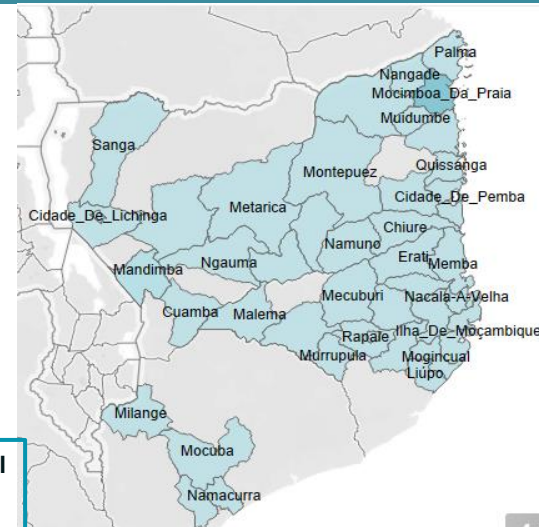 Palma
Nangade
Mocimboa_Da_Praia
Muidumbe
Sanga
Montepuez
Quissanga
Cidade_De_Pemba
Metarica
Cidade_De_Lichinga
Chiure
Namuno
Erati
Memba
Mandimba
Ngauma
Mecuburi
Nacala-A-Velha
Cuamba
Malema
Rapale
Ilha_De_Moçambique
Murrupula
Mogincual
Liúpo
Milange
Mocuba
Namacurra